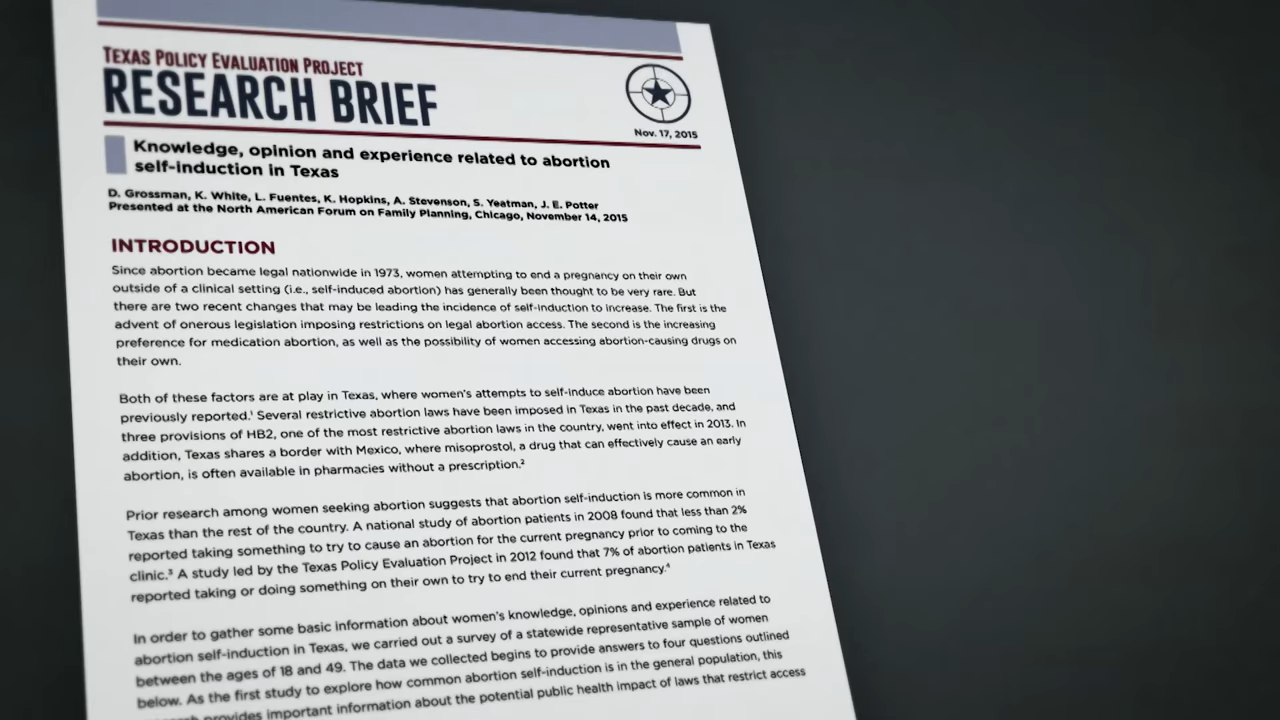 TEXAS POLICY EVALUATION PROJECT
RESEARCH BRIEF
Nov. 17, 2015
Knowledge, opinion and experience related to abortion
self-induction in Texas
D. Grossman, K. White, L. Fuentes, K. Hopkins, A. Stevenson, S. Yeatman, J. E. Potter
Presented at the North American Forum on Family Planning, Chicago, November 14, 2015
INTRODUCTION
Since abortion became legal nationwide in 1973, women attempting to end a pregnancy on their own
outside of a clinical setting (i.e., self-induced abortion) has generally been thought to be very rare. But
there are two recent changes that may be leading the incidence of self-induction to increase. The first is the
advent of onerous legislation imposing restrictions on legal abortion access. The second is the increasing
preference for medication abortion, as well as the possibility of women accessing abortion-causing drugs on
their own.
Both of these factors are at play in Texas, where women's attempts to self-induce abortion have been
previously reported.¹ Several restrictive abortion laws have been imposed in Texas in the past decade, and
three provisions of HB2, one of the most restrictive abortion laws in the country, went into effect in 2013. In
addition, Texas shares a border with Mexico, where misoprostol, a drug that can effectively cause an early
abortion, is often available in pharmacies without a prescription.²
Prior research among women seeking abortion suggests that abortion self-induction is more common in
Texas than the rest of the country. A national study of abortion patients in 2008 found that less than 2%
reported taking something to try to cause an abortion for the current pregnancy prior to coming to the
clinic.³ A study led by the Texas Policy Evaluation Project in 2012 found that 7% of abortion patients in Texas
reported taking or doing something on their own to try to end their current pregnancy.⁴
In order to gather some basic information about women's knowledge, opinions and experience related to
abortion self-induction in Texas, we carried out a survey of a statewide representative sample of women
between the ages of 18 and 49. The data we collected begins to provide answers to four questions outlined
below. As the first study to explore how common abortion self-induction is in the general population, this
provides important information about the potential public health impact of laws that restrict access